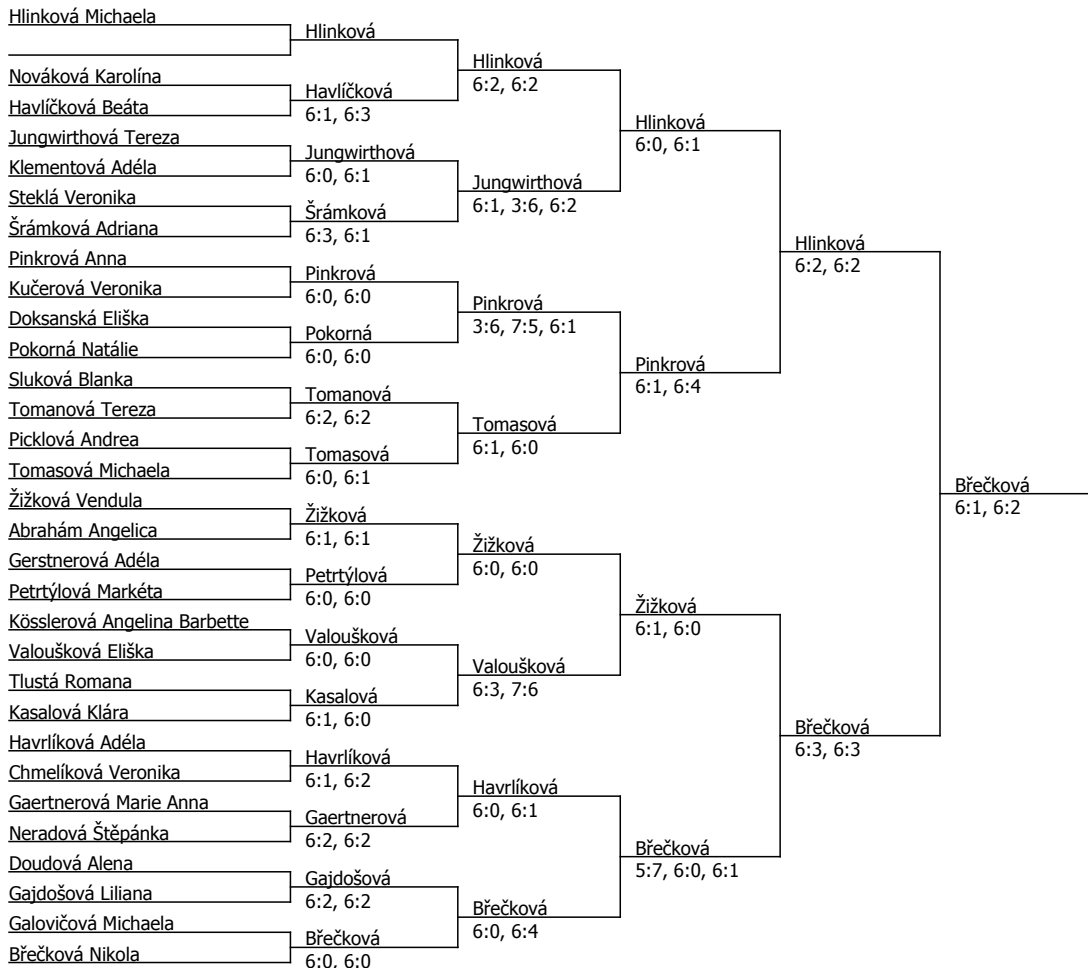 Hlinková Michaela
Nováková Karolína
Havlíčková Beáta
Jungwirthová Tereza
Klementová Adéla
Steklá Veronika
Šrámková Adriana
Pinkrová Anna
Kučerová Veronika
Doksanská Eliška
Pokorná Natálie
Sluková Blanka
Tomanová Tereza
Picklová Andrea
Tomasová Michaela
Žižková Vendula
Abrahám Angelica
Gerstnerová Adéla
Petrtýlová Markéta
Kösslerová Angelina Barbette
Valoušková Eliška
Tlustá Romana
Kasalová Klára
Havrlíková Adéla
Chmelíková Veronika
Gaertnerová Marie Anna
Neradová Štěpánka
Doudová Alena
Gajdošová Liliana
Galovičová Michaela
Břečková Nikola
Hlinková
Havlíčková
6:1, 6:3
Jungwirthová
6:0, 6:1
Šrámková
6:3, 6:1
Pinkrová
6:0, 6:0
Pokorná
6:0, 6:0
Tomanová
6:2, 6:2
Tomasová
6:0, 6:1
Žižková
6:1, 6:1
Petrtýlová
6:0, 6:0
Valoušková
6:0, 6:0
Kasalová
6:1, 6:0
Havrlíková
6:1, 6:2
Gaertnerová
6:2, 6:2
Gajdošová
6:2, 6:2
Břečková
6:0, 6:0
Hlinková
6:2, 6:2
Jungwirthová
6:1, 3:6, 6:2
Pinkrová
3:6, 7:5, 6:1
Tomasová
6:1, 6:0
Žižková
6:0, 6:0
Valoušková
6:3, 7:6
Havrlíková
6:0, 6:1
Břečková
6:0, 6:4
Hlinková
6:0, 6:1
Pinkrová
6:1, 6:4
Žižková
6:1, 6:0
Břečková
5:7, 6:0, 6:1
Hlinková
6:2, 6:2
Břečková
6:3, 6:3
Břečková
6:1, 6:2